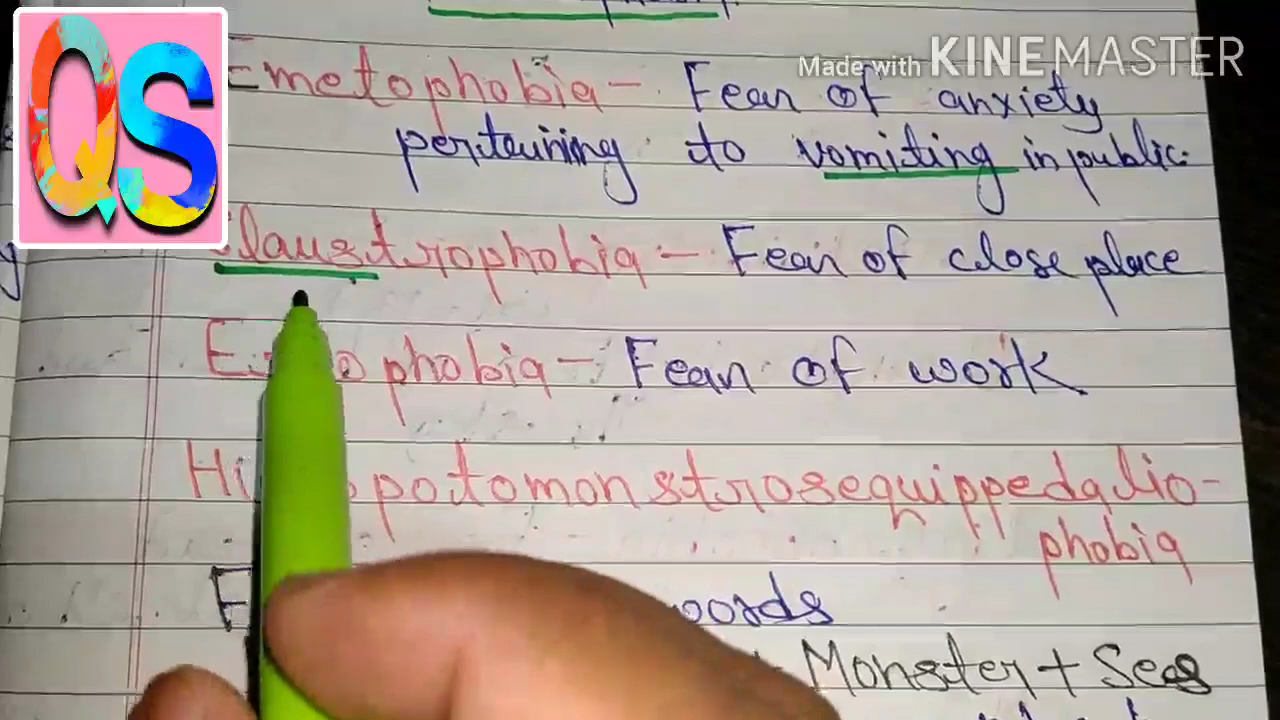 QS
Made with KINEMASTER
Emetophobia - Fear of anxiety
pertaining to vomiting in public.
Claustrophobia - Fear of close place
phobia - Fear of work
potomonstrosequippedalio-
phobia
words
+ Monster + Ses